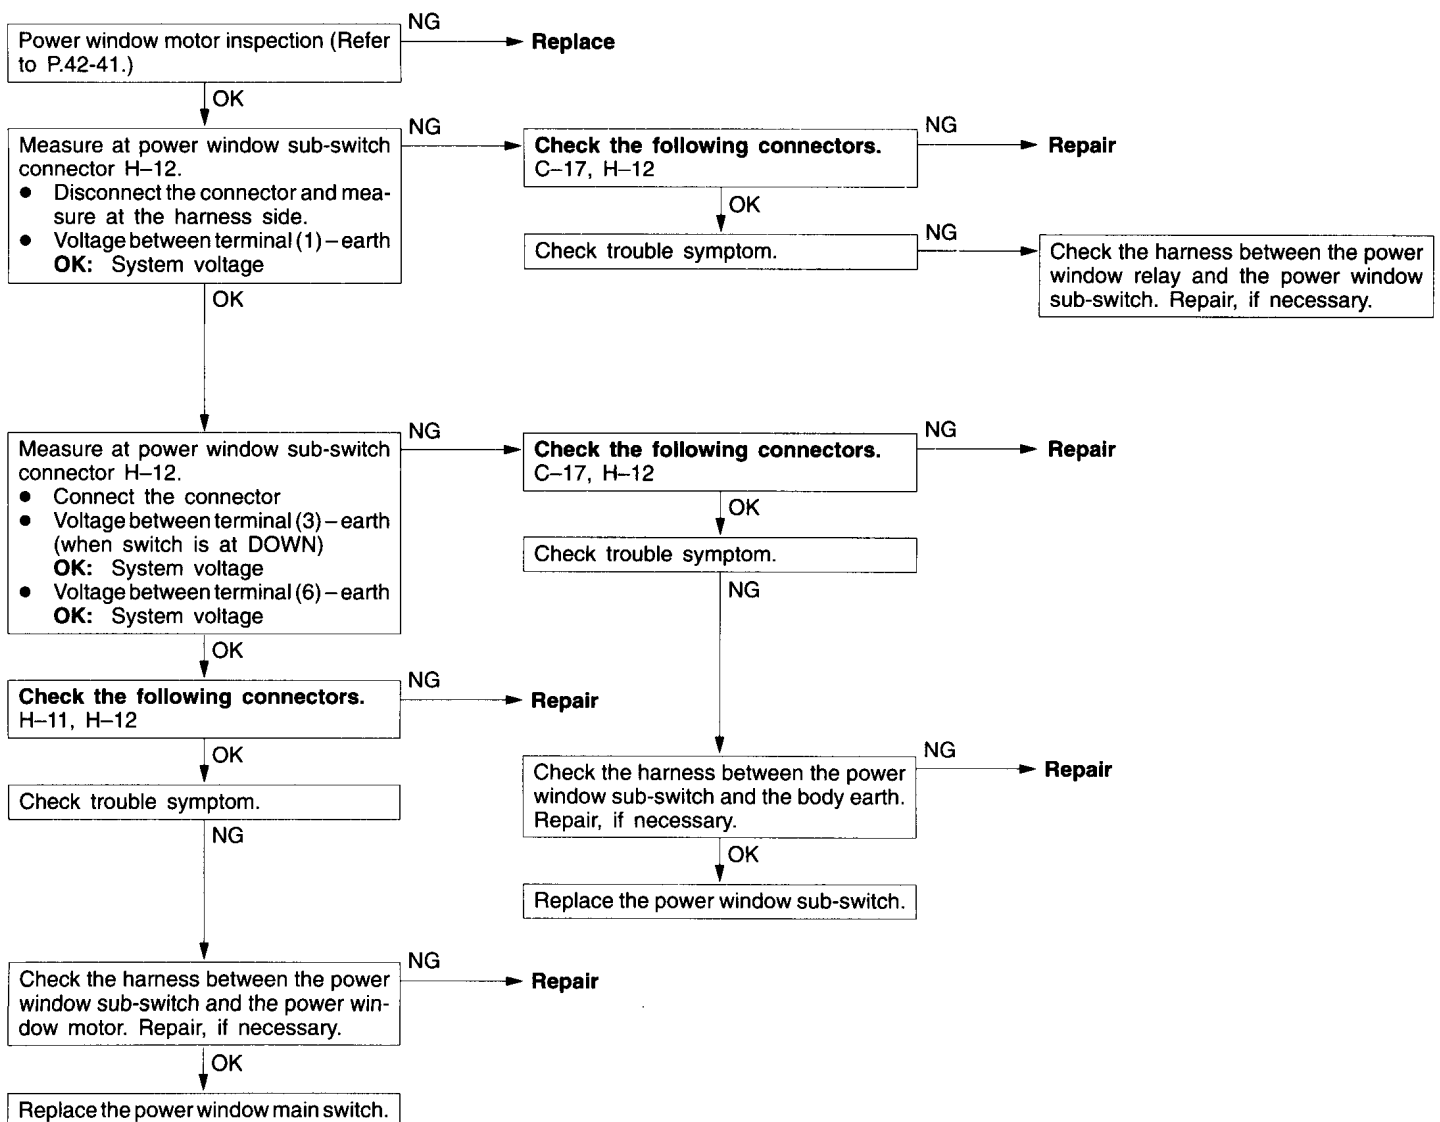 Power window motor inspection (Refer
to P.42-41.)
NG
Replace
OK
Measure at power window sub-switch
connector H–12.
● Disconnect the connector and mea-
sure at the harness side.
● Voltage between terminal (1) – earth
OK: System voltage
NG
Check the following connectors.
C–17, H–12
NG
Repair
OK
Check trouble symptom.
NG
Check the harness between the power
window relay and the power window
sub-switch. Repair, if necessary.
OK
Measure at power window sub-switch
connector H–12.
● Connect the connector
● Voltage between terminal (3) – earth
(when switch is at DOWN)
OK: System voltage
● Voltage between terminal (6) – earth
OK: System voltage
NG
Check the following connectors.
C–17, H–12
NG
Repair
OK
Check trouble symptom.
NG
Check the harness between the power
window sub-switch and the body earth.
Repair, if necessary.
NG
Repair
OK
Replace the power window sub-switch.
OK
Check the following connectors.
H–11, H–12
NG
Repair
OK
Check trouble symptom.
NG
Check the harness between the power
window sub-switch and the power win-
dow motor. Repair, if necessary.
NG
Repair
OK
Replace the power window main switch.